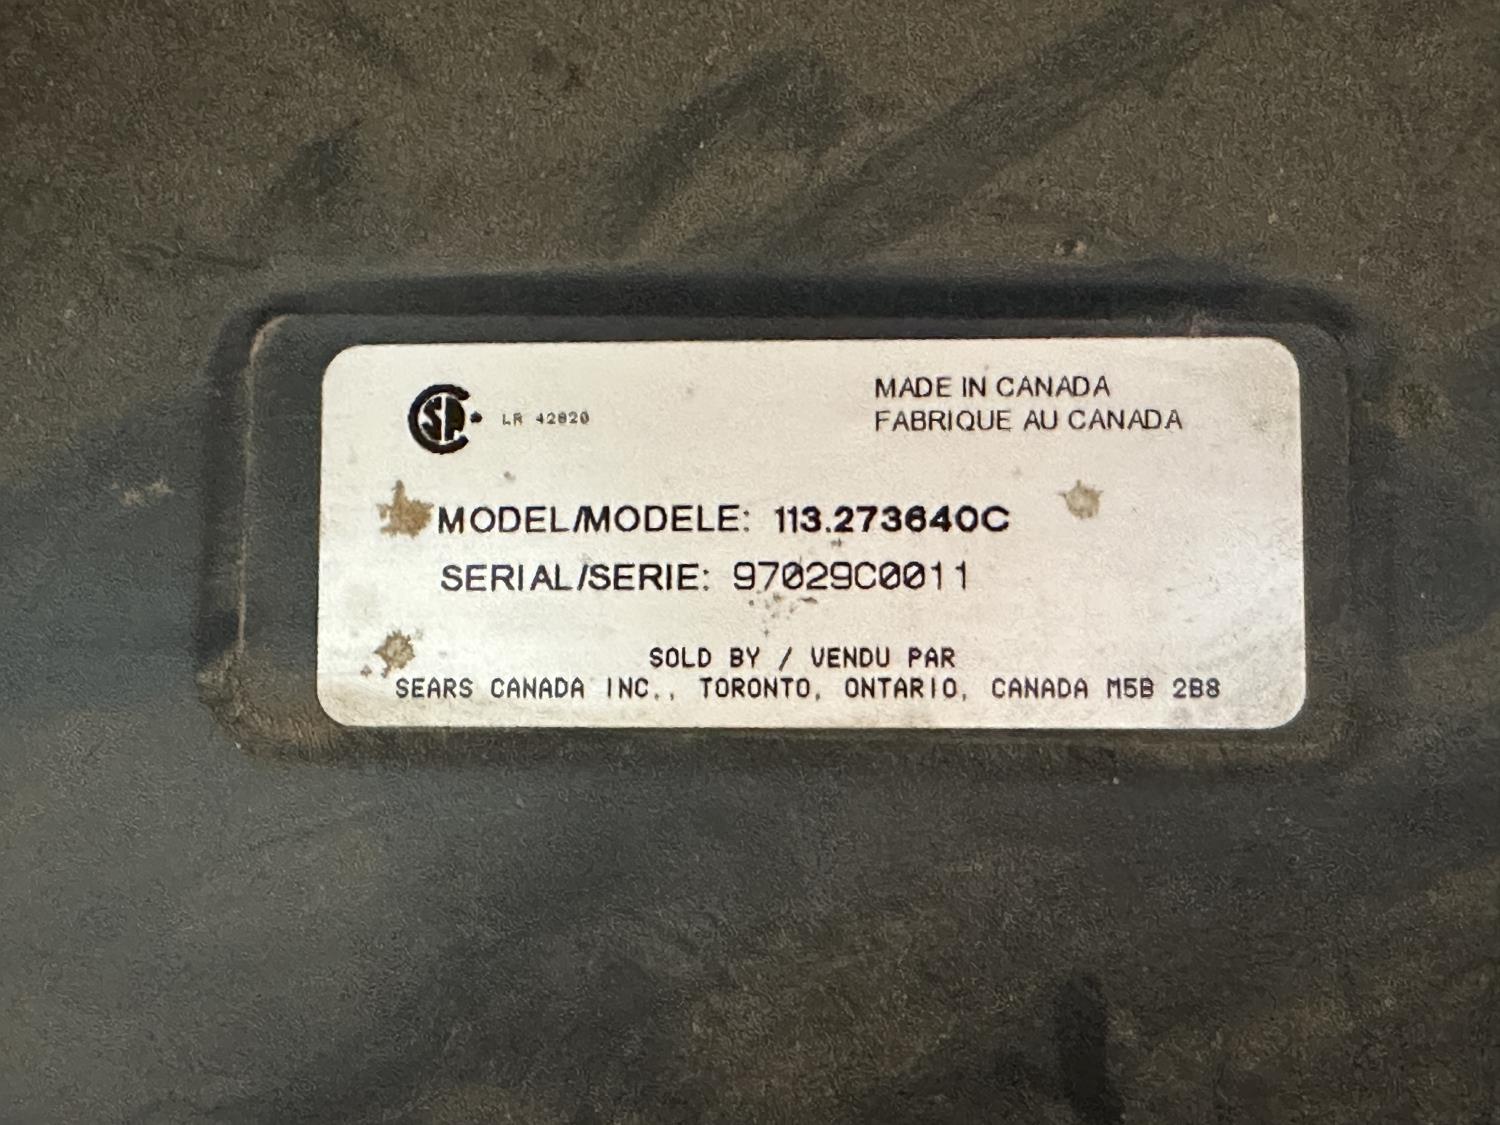 LR 42820
MADE IN CANADA
FABRIQUE AU CANADA
MODEL/MODELE: 113.273640C
SERIAL/SERIE: 97029C0011
SOLD BY / VENDU PAR
SEARS CANADA INC., TORONTO, ONTARIO, CANADA M5B 2B8